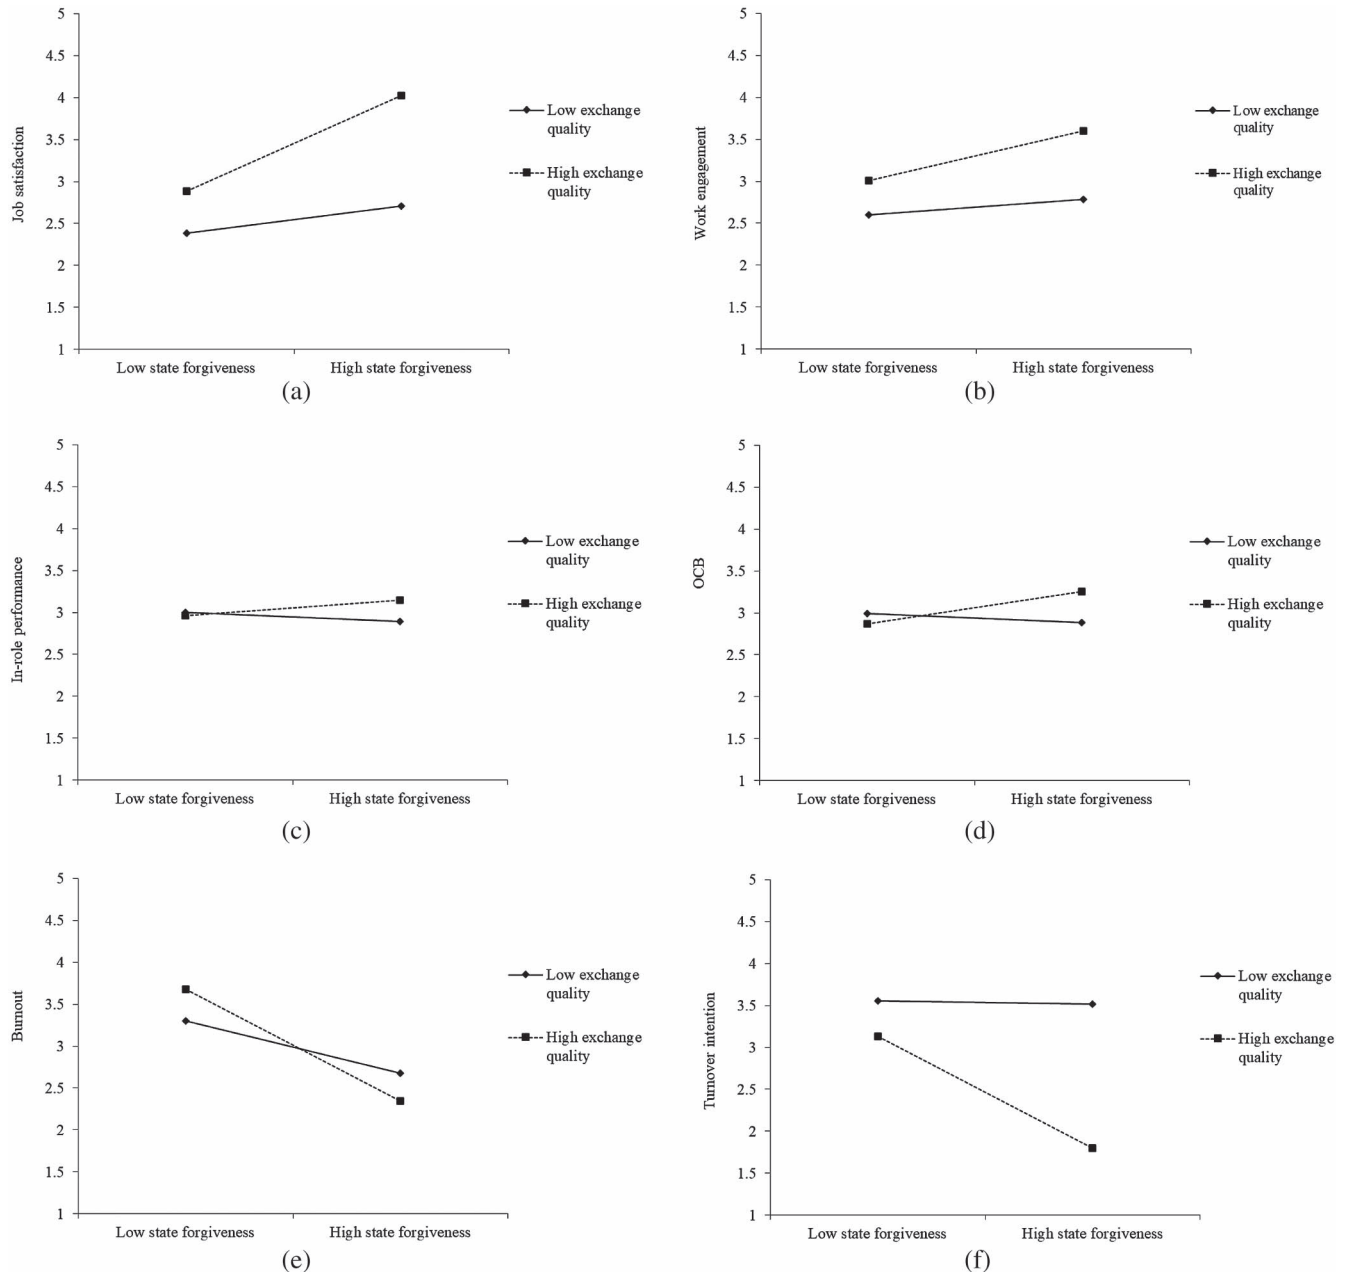 5
4.5
4
3.5
3
2.5
2
1.5
1
Job satisfaction
Low state forgiveness
High state forgiveness
Low exchange
quality
High exchange
quality
(a)
5
4.5
4
3.5
3
2.5
2
1.5
1
Work engagement
Low state forgiveness
High state forgiveness
Low exchange
quality
High exchange
quality
(b)
5
4.5
4
3.5
3
2.5
2
1.5
1
In-role performance
Low state forgiveness
High state forgiveness
Low exchange
quality
High exchange
quality
(c)
5
4.5
4
3.5
3
2.5
2
1.5
1
OCB
Low state forgiveness
High state forgiveness
Low exchange
quality
High exchange
quality
(d)
5
4.5
4
3.5
3
2.5
2
1.5
1
Burnout
Low state forgiveness
High state forgiveness
Low exchange
quality
High exchange
quality
(e)
5
4.5
4
3.5
3
2.5
2
1.5
1
Turnover intention
Low state forgiveness
High state forgiveness
Low exchange
quality
High exchange
quality
(f)